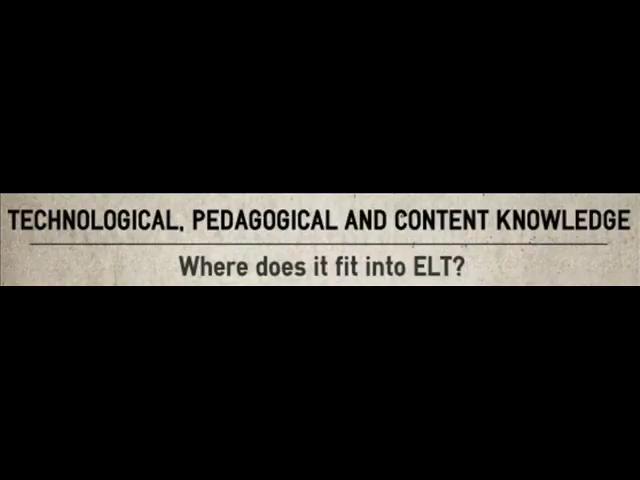 TECHNOLOGICAL, PEDAGOGICAL AND CONTENT KNOWLEDGE
Where does it fit into ELT?